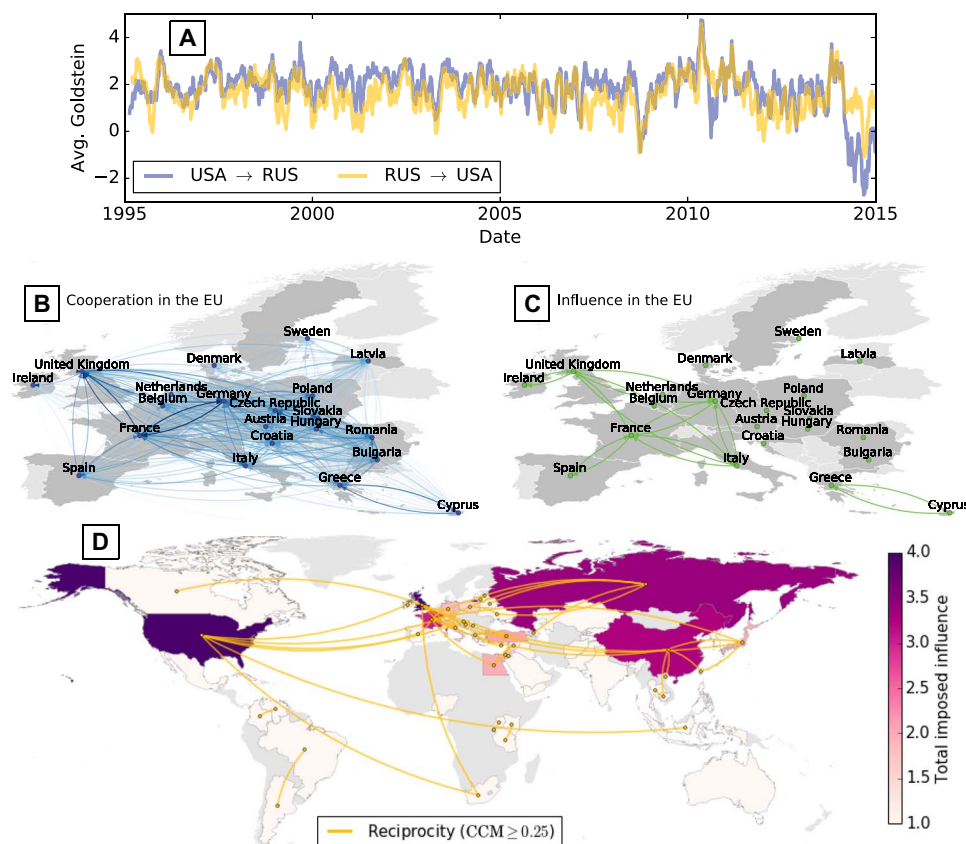 A
Avg. Goldstein
4
2
0
−2
USA → RUS
RUS → USA
1995
2000
2005
2010
2015
Date
B
Cooperation in the EU
Sweden
United Kingdom
Denmark
Latvia
Ireland
Netherlands
Belgium
Germany
Poland
Czech Republic
Slovakia
France
Austria
Hungary
Croatia
Romania
Italy
Bulgaria
Spain
Greece
Cyprus
C
Influence in the EU
Sweden
United Kingdom
Denmark
Latvia
Ireland
Netherlands
Belgium
Germany
Poland
Czech Republic
Slovakia
France
Austria
Hungary
Croatia
Romania
Italy
Bulgaria
Spain
Greece
Cyprus
D
4.0
3.5
3.0
2.5
2.0
1.5
1.0
Total imposed influence
Reciprocity (CCM ≥ 0.25)